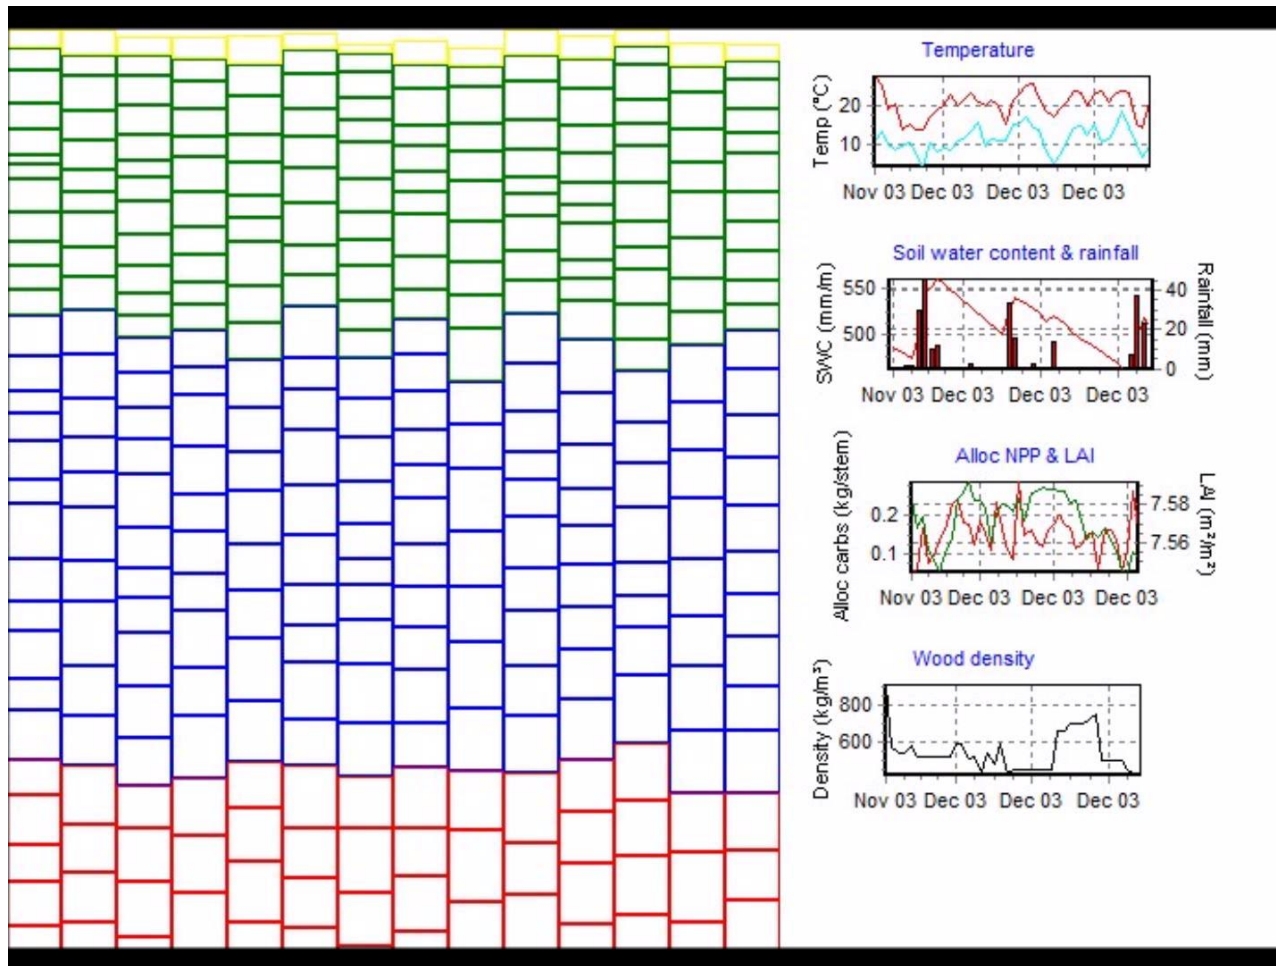 Temperature
Temp (°C)
20
10
Nov 03 Dec 03 Dec 03 Dec 03
Soil water content & rainfall
SWC (mm/m)
550
500
Rainfall (mm)
40
20
0
Nov 03 Dec 03 Dec 03 Dec 03
Alloc NPP & LAI
Alloc carbs (kg/stem)
0.2
0.1
LAI (m²/m²)
7.58
7.56
Nov 03 Dec 03 Dec 03 Dec 03
Wood density
Density (kg/m³)
800
600
Nov 03 Dec 03 Dec 03 Dec 03